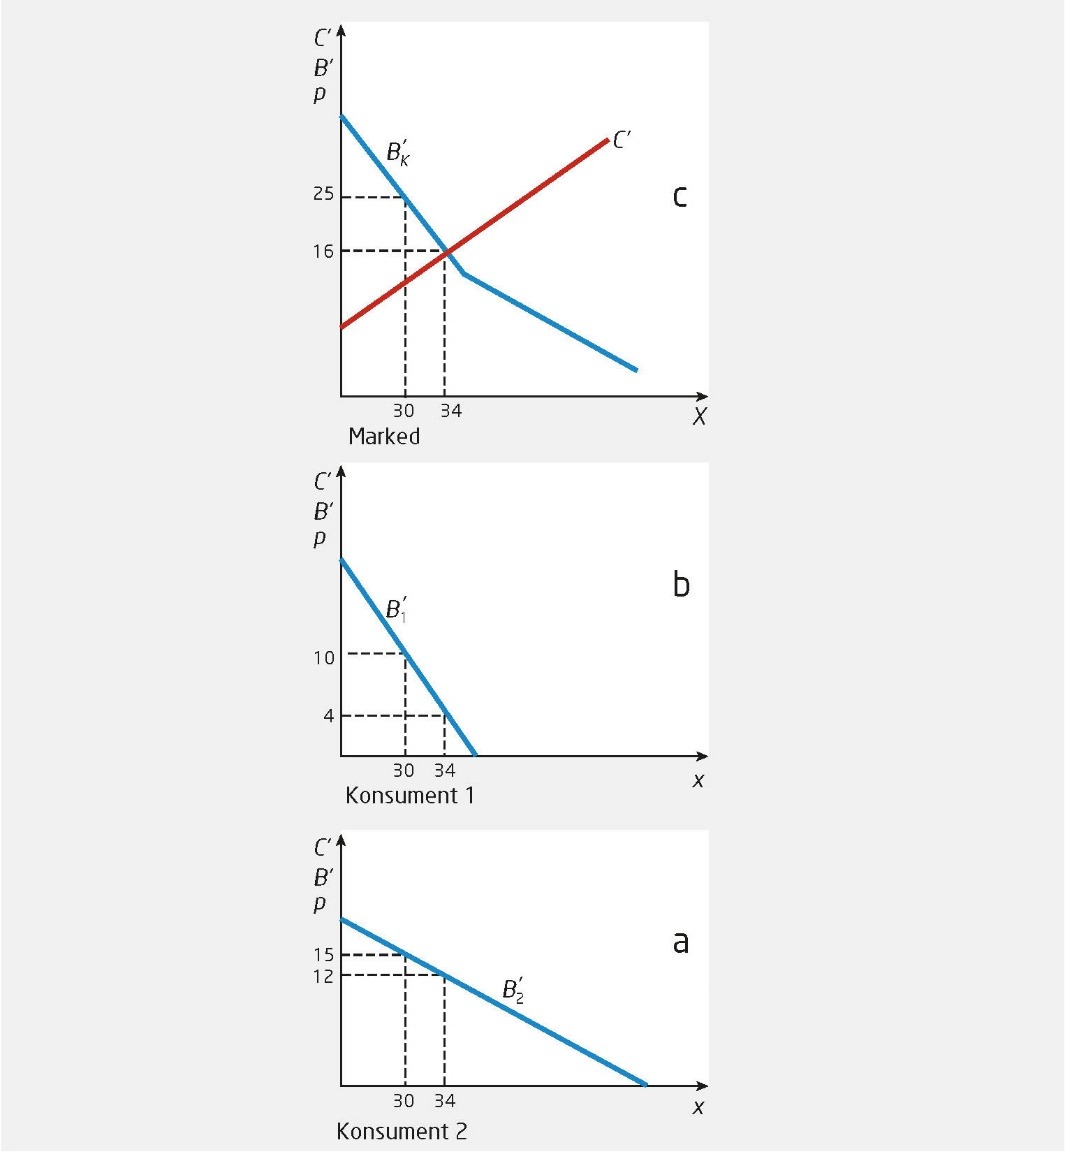 C′
B′
p
B′K
C′
c
25
16
30 34
X
Marked
C′
B′
p
b
B′1
10
4
30 34
x
Konsument 1
C′
B′
p
a
15
12
B′2
30 34
x
Konsument 2